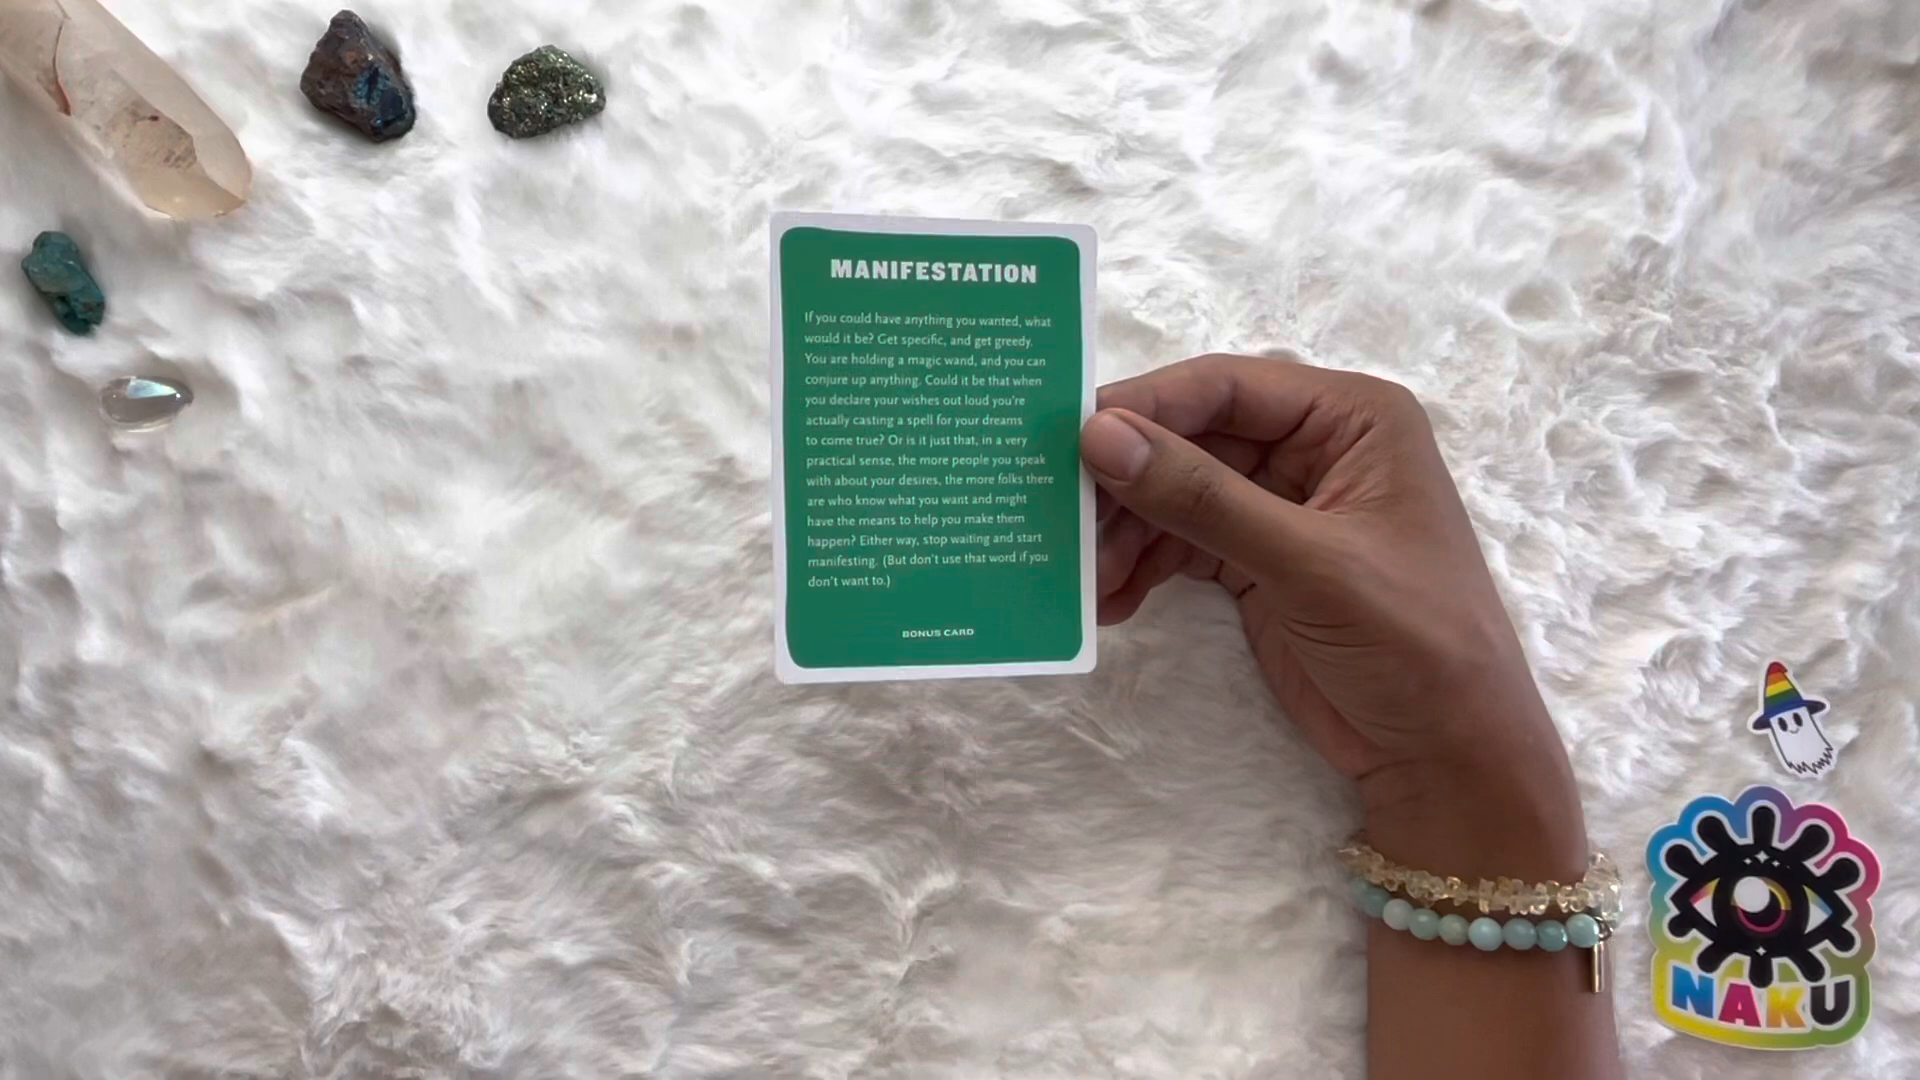 MANIFESTATION
If you could have anything you wanted, what
would it be? Get specific, and get greedy.
You are holding a magic wand, and you can
conjure up anything. Could it be that when
you declare your wishes out loud you're
actually casting a spell for your dreams
to come true? Or is it just that, in a very
practical sense, the more people you speak
with about your desires, the more folks there
are who know what you want and might
have the means to help you make them
happen? Either way, stop waiting and start
manifesting. (But don't use that word if you
don't want to.)
BONUS CARD
NAKU